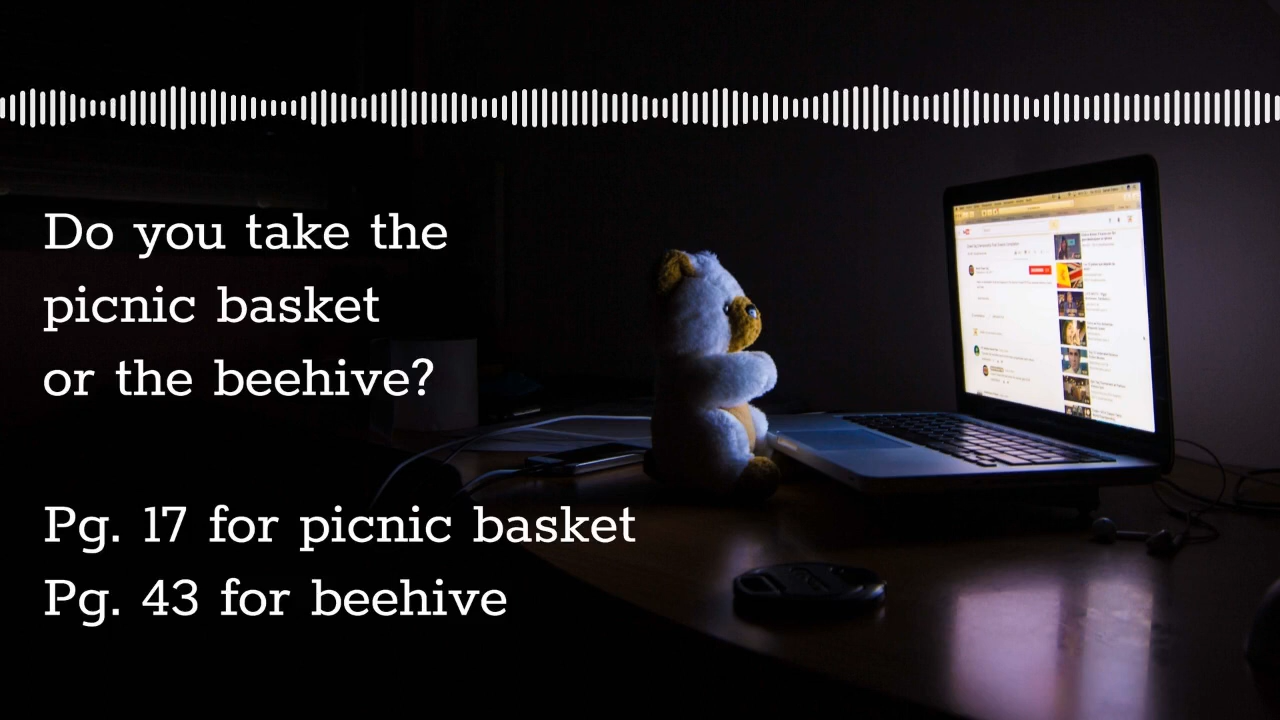 Do you take the
picnic basket
or the beehive?
Pg. 17 for picnic basket
Pg. 43 for beehive